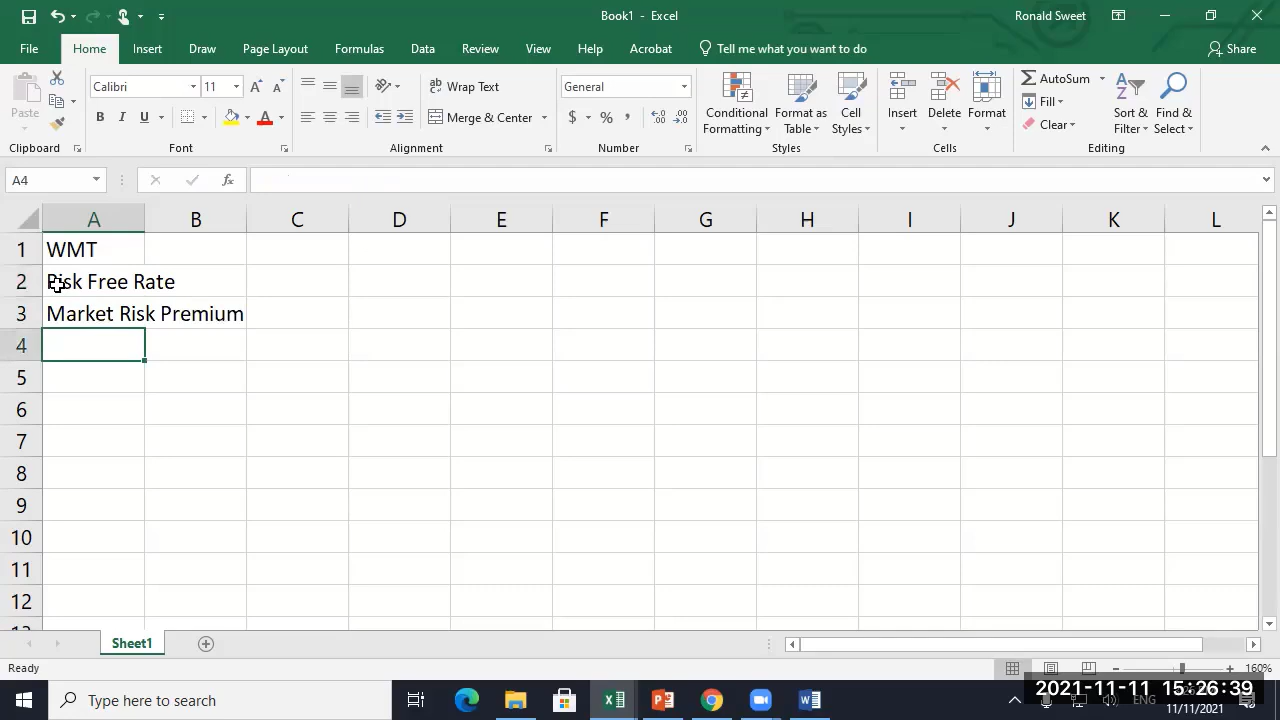 Book1 - Excel
Ronald Sweet
File Home Insert Draw Page Layout Formulas Data Review View Help Acrobat Tell me what you want to do Share
Paste
Calibri 11
B I U
Wrap Text
Merge & Center
General
$ % ,
Conditional Formatting
Format as Table
Cell Styles
Insert Delete Format
AutoSum
Fill
Clear
Sort & Filter
Find & Select
Clipboard Font Alignment Number Styles Cells Editing
A4 fx
A B C D E F G H I J K L
1 WMT
2 Risk Free Rate
3 Market Risk Premium
4
5
6
7
8
9
10
11
12
Sheet1
Ready 160%
Type here to search
2021-11-11 15:26:39
ENG
11/11/2021